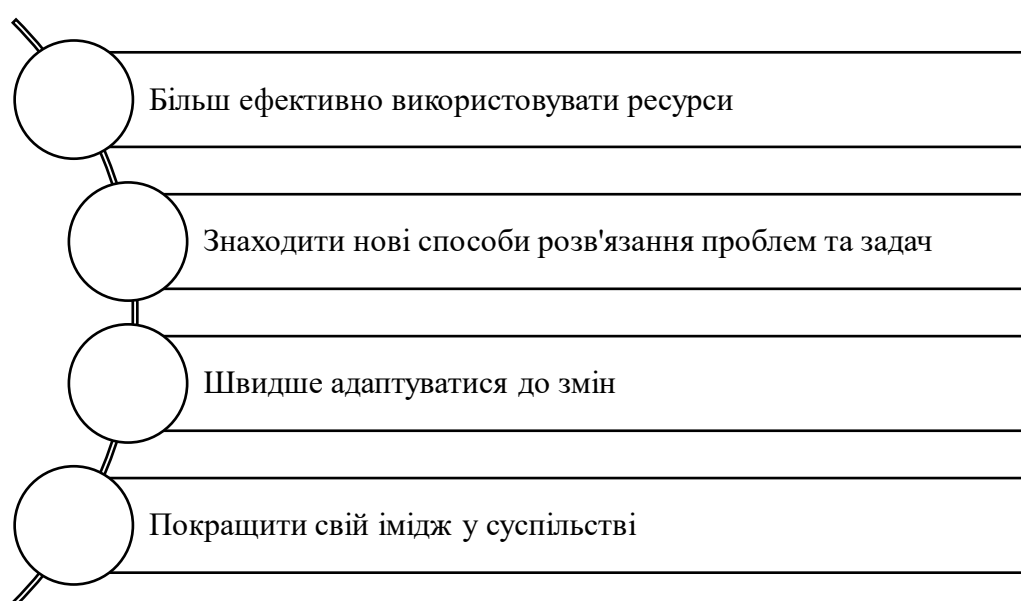 Більш ефективно використовувати ресурси
Знаходити нові способи розв'язання проблем та задач
Швидше адаптуватися до змін
Покращити свій імідж у суспільстві